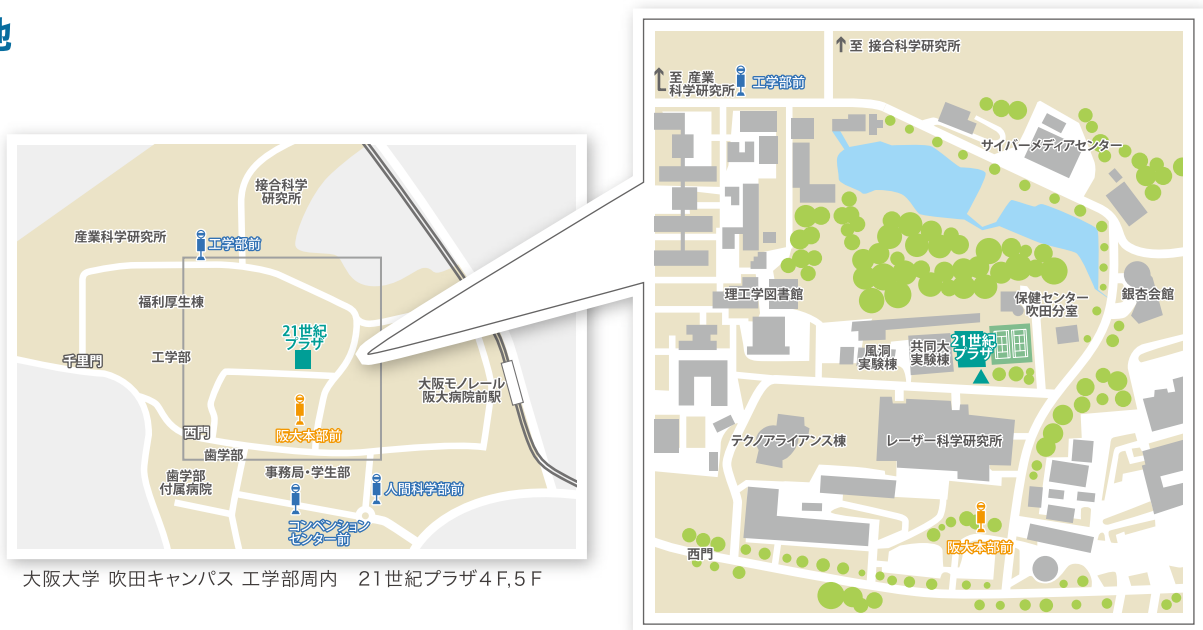 地
接合科学
研究所
産業科学研究所
工学部前
福利厚生棟
21世紀
プラザ
工学部
千里門
大阪モノレール
阪大病院前駅
阪大本部前
西門
歯学部
歯学部
付属病院
事務局・学生部
人間科学部前
コンベンション
センター前
大阪大学 吹田キャンパス 工学部周内 21世紀プラザ4F,5F
至 接合科学研究所
至 産業
科学研究所
工学部前
サイバーメディアセンター
理工学図書館
保健センター
吹田分室
銀杏会館
風洞
実験棟
共同大
実験棟
21世紀
プラザ
テクノアライアンス棟
レーザー科学研究所
阪大本部前
西門